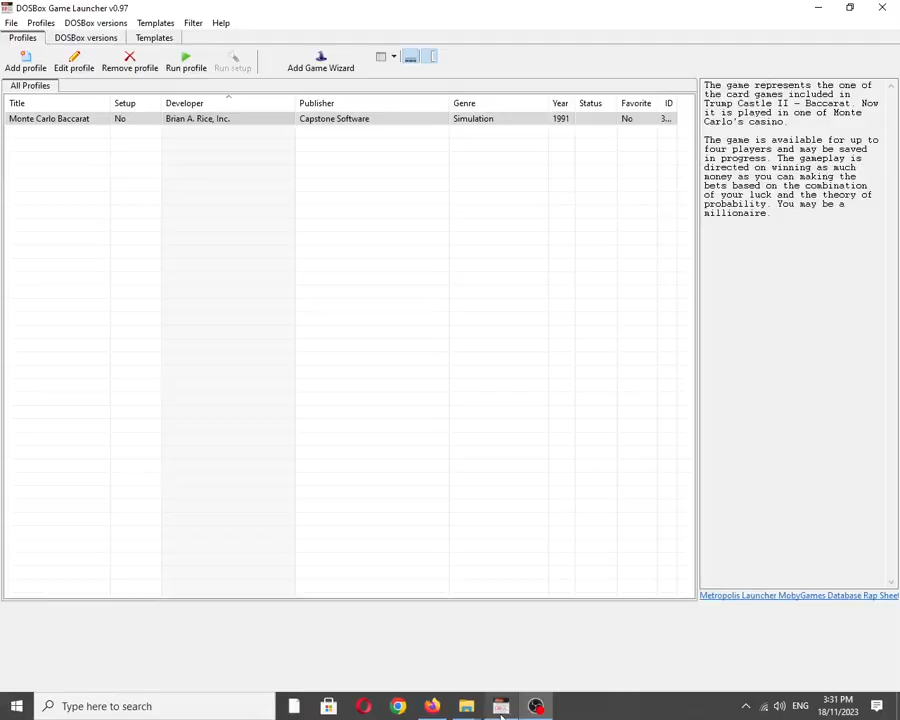 DOSBox Game Launcher v0.97
File Profiles DOSBox versions Templates Filter Help
Profiles DOSBox versions Templates
Add profile Edit profile Remove profile Run profile Run setup Add Game Wizard
All Profiles
Title Setup Developer Publisher Genre Year Status Favorite ID
Monte Carlo Baccarat No Brian A. Rice, Inc. Capstone Software Simulation 1991 No 3...
The game represents the one of
the card games included in
Trump Castle II – Baccarat. Now
it is played in one of Monte
Carlo's casino.
The game is available for up to
four players and may be saved
in progress. The gameplay is
directed on winning as much
money as you can making the
bets based on the combination
of your luck and the theory of
probability. You may be a
millionaire.
Metropolis Launcher MobyGames Database Rap Sheet
Type here to search
ENG
3:31 PM
18/11/2023